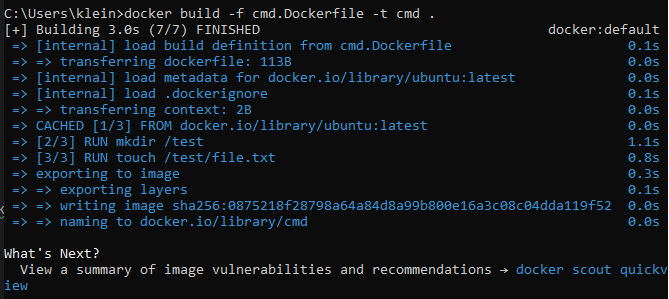 C:\Users\klein>docker build -f cmd.Dockerfile -t cmd .
[+] Building 3.0s (7/7) FINISHED docker:default
=> [internal] load build definition from cmd.Dockerfile 0.1s
=> => transferring dockerfile: 113B 0.0s
=> [internal] load metadata for docker.io/library/ubuntu:latest 0.0s
=> [internal] load .dockerignore 0.1s
=> => transferring context: 2B 0.0s
=> CACHED [1/3] FROM docker.io/library/ubuntu:latest 0.0s
=> [2/3] RUN mkdir /test 1.1s
=> [3/3] RUN touch /test/file.txt 0.8s
=> exporting to image 0.3s
=> => exporting layers 0.1s
=> => writing image sha256:0875218f28798a64a84d8a99b800e16a3c08c04dda119f52 0.0s
=> => naming to docker.io/library/cmd 0.0s
What's Next?
View a summary of image vulnerabilities and recommendations → docker scout quickv
iew